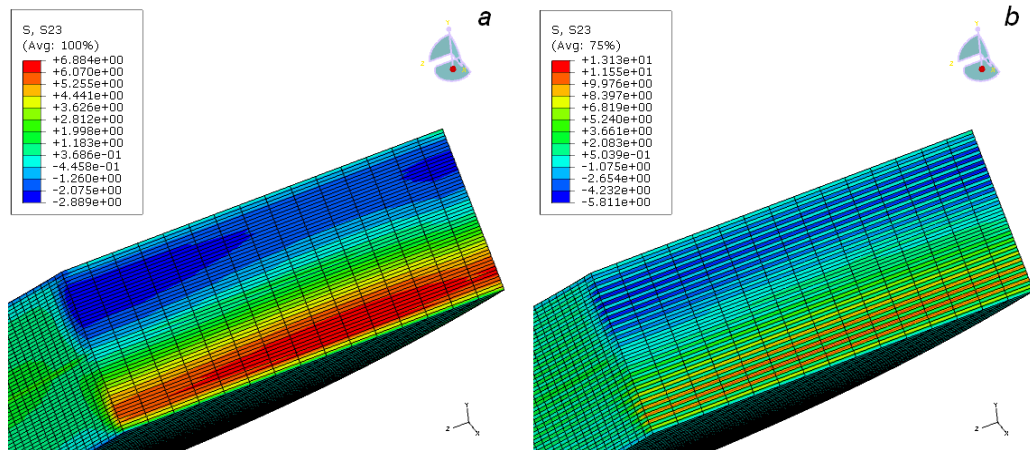 a
S, S23
(Avg: 100%)
+6.884e+00
+6.070e+00
+5.255e+00
+4.441e+00
+3.626e+00
+2.812e+00
+1.998e+00
+1.183e+00
+3.686e-01
-4.458e-01
-1.260e+00
-2.075e+00
-2.889e+00
Y
Z
Y
Z
X
b
S, S23
(Avg: 75%)
+1.313e+01
+1.155e+01
+9.976e+00
+8.397e+00
+6.819e+00
+5.240e+00
+3.661e+00
+2.083e+00
+5.039e-01
-1.075e+00
-2.654e+00
-4.232e+00
-5.811e+00
Y
Z
Y
Z
X